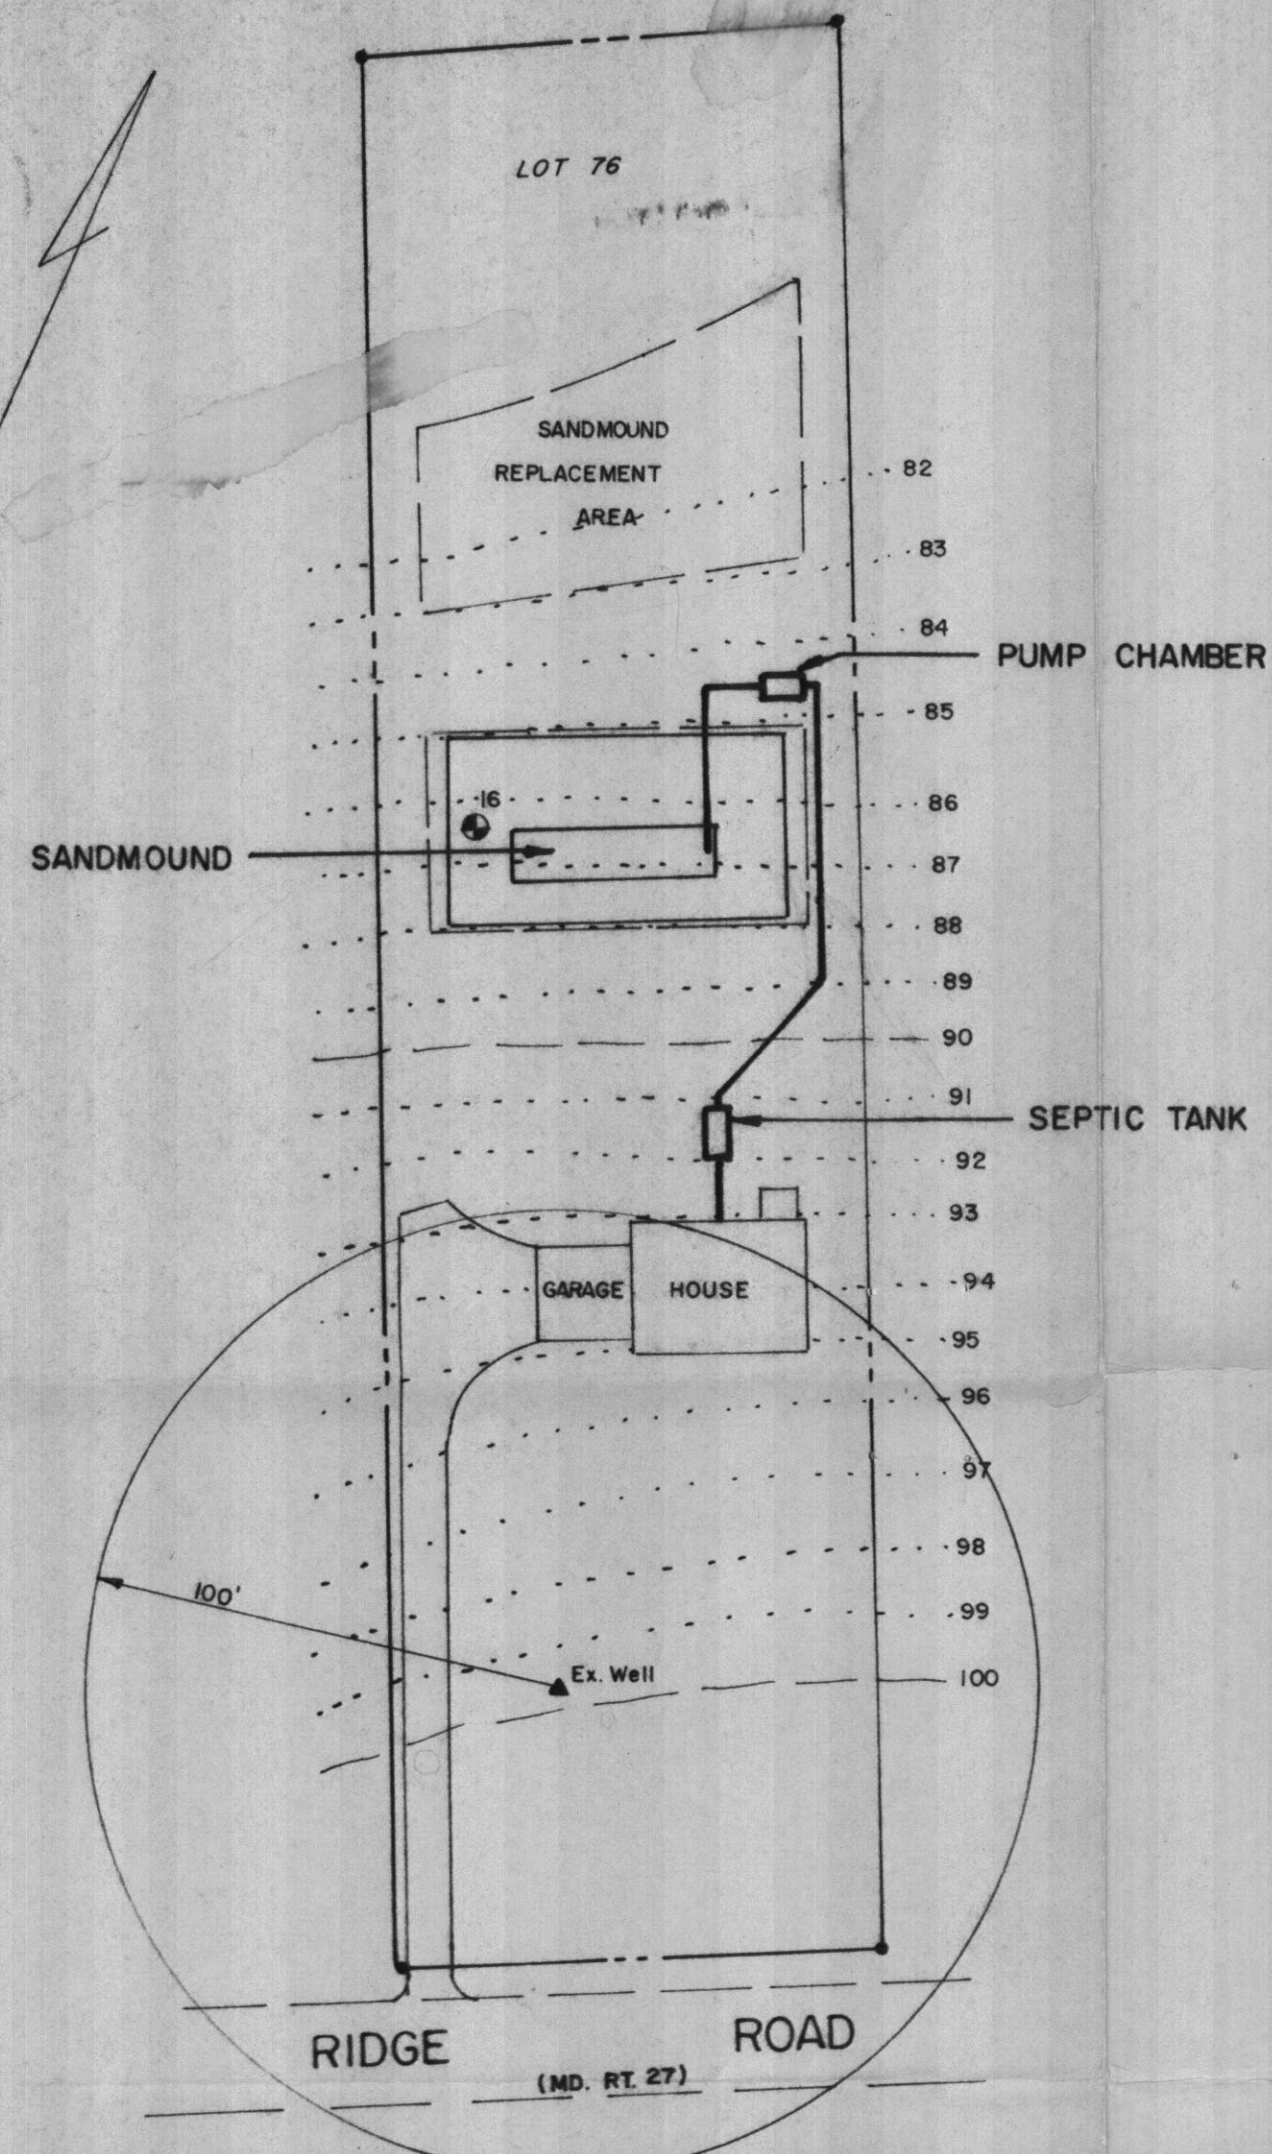 LOT 76
SANDMOUND
REPLACEMENT
AREA
82
83
84
PUMP CHAMBER
85
16
86
SANDMOUND
87
88
89
90
91
SEPTIC TANK
92
93
GARAGE
HOUSE
94
95
96
97
98
100'
99
Ex. Well
100
RIDGE ROAD
(MD. RT. 27)